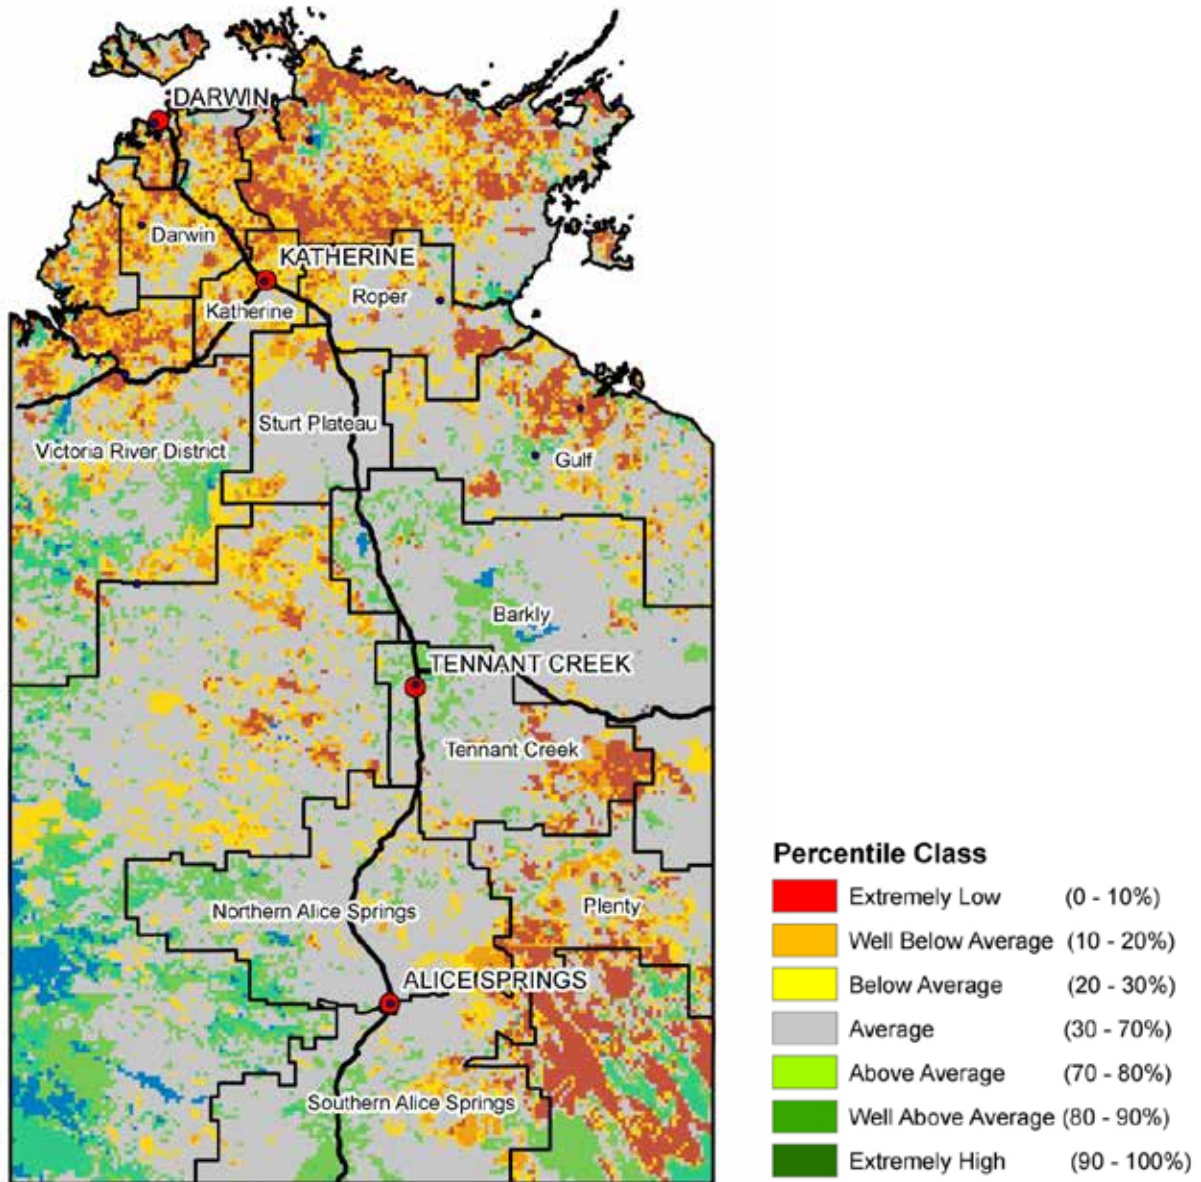 DARWIN
Darwin
KATHERINE
Katherine
Roper
Sturt Plateau
Victoria River District
Gulf
Barkly
TENNANT CREEK
Tennant Creek
Northern Alice Springs
Plenty
ALICE SPRINGS
Southern Alice Springs
Percentile Class
Extremely Low (0 - 10%)
Well Below Average (10 - 20%)
Below Average (20 - 30%)
Average (30 - 70%)
Above Average (70 - 80%)
Well Above Average (80 - 90%)
Extremely High (90 - 100%)